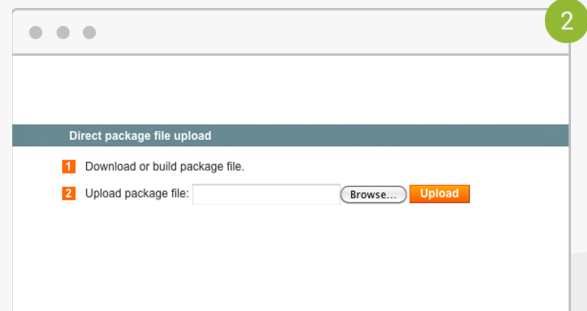 2
Direct package file upload
1 Download or build package file.
2 Upload package file: Browse... Upload